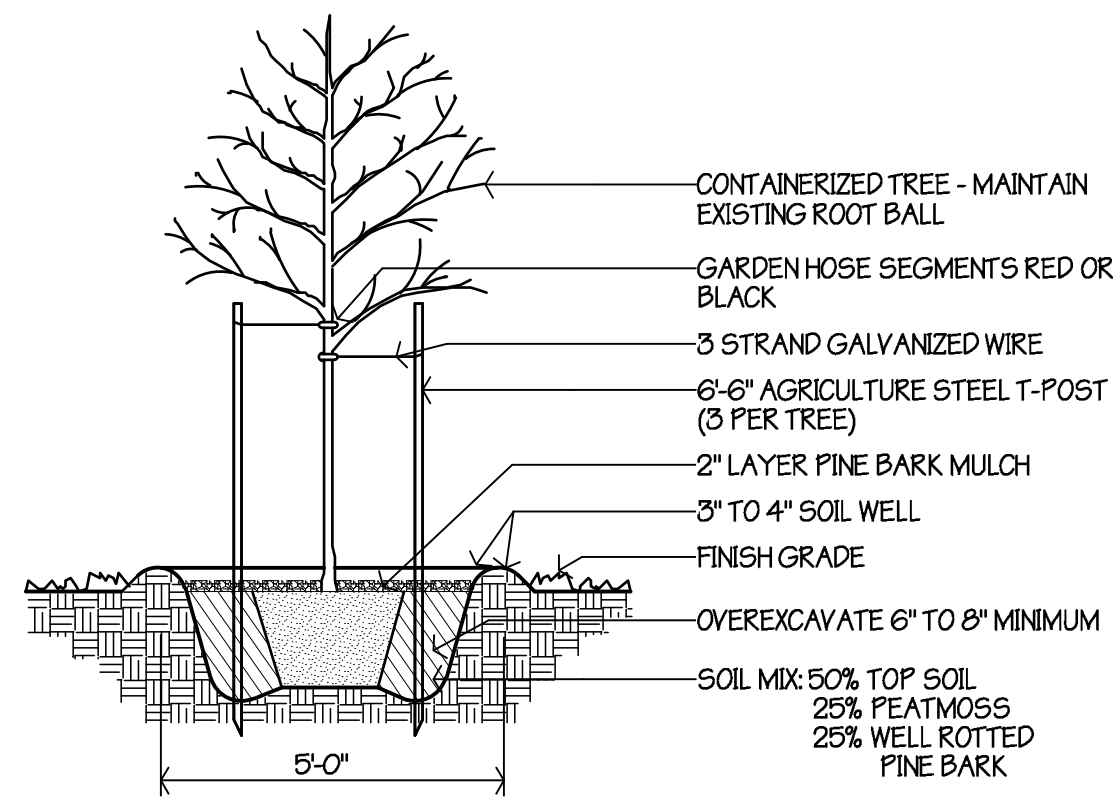 CONTAINERIZED TREE - MAINTAIN
EXISTING ROOT BALL
GARDEN HOSE SEGMENTS RED OR
BLACK
3 STRAND GALVANIZED WIRE
6'-6" AGRICULTURE STEEL T-POST
(3 PER TREE)
2" LAYER PINE BARK MULCH
3" TO 4" SOIL WELL
FINISH GRADE
OVEREXCAVATE 6" TO 8" MINIMUM
SOIL MIX: 50% TOP SOIL
25% PEATMOSS
25% WELL ROTTED
PINE BARK
5'-0"